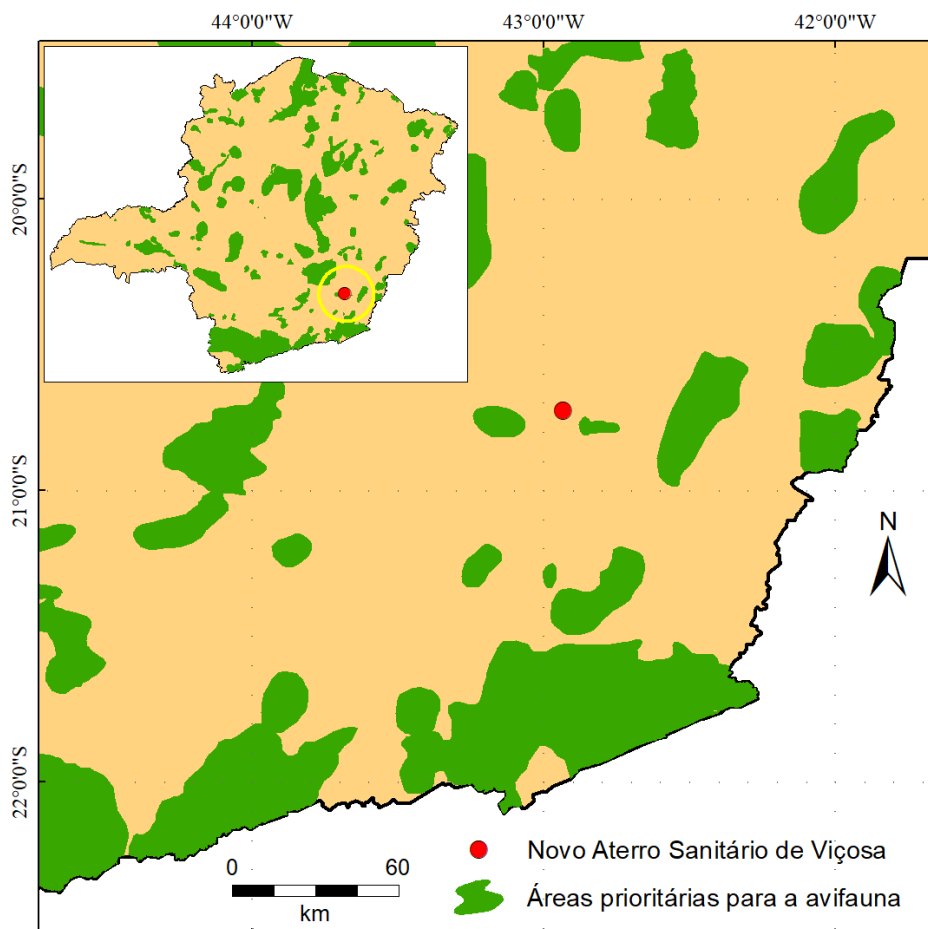 44°0'0"W 43°0'0"W 42°0'0"W
20°0'0"S
21°0'0"S
22°0'0"S
N
0 60
km
Novo Aterro Sanitário de Viçosa
Áreas prioritárias para a avifauna